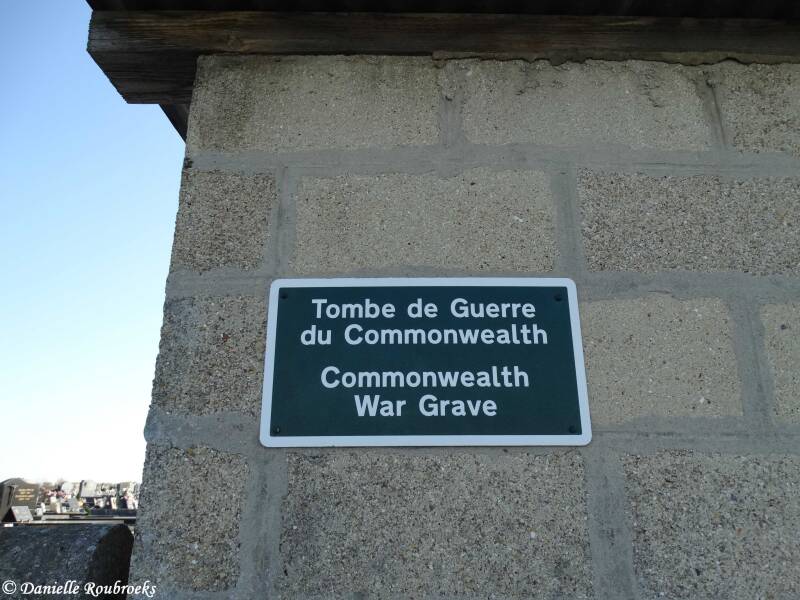 Tombe de Guerre
du Commonwealth
Commonwealth
War Grave
© Danielle Roubroeks